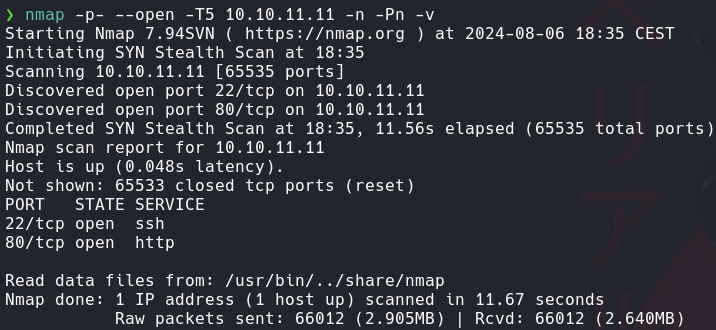 ❯ nmap -p- --open -T5 10.10.11.11 -n -Pn -v
Starting Nmap 7.94SVN ( https://nmap.org ) at 2024-08-06 18:35 CEST
Initiating SYN Stealth Scan at 18:35
Scanning 10.10.11.11 [65535 ports]
Discovered open port 22/tcp on 10.10.11.11
Discovered open port 80/tcp on 10.10.11.11
Completed SYN Stealth Scan at 18:35, 11.56s elapsed (65535 total ports)
Nmap scan report for 10.10.11.11
Host is up (0.048s latency).
Not shown: 65533 closed tcp ports (reset)
PORT   STATE SERVICE
22/tcp open  ssh
80/tcp open  http
Read data files from: /usr/bin/../share/nmap
Nmap done: 1 IP address (1 host up) scanned in 11.67 seconds
           Raw packets sent: 66012 (2.905MB) | Rcvd: 66012 (2.640MB)